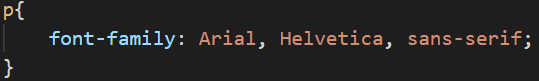 p{
    font-family: Arial, Helvetica, sans-serif;
}